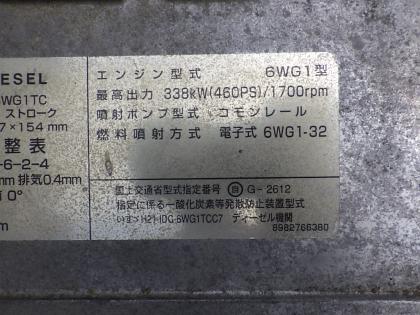 ESEL
WG1TC
ストローク
7×154mm
整表
-6-2-4
mm 排気0.4mm
0°
m
エンジン型式 6WG1型
最高出力 338kW(460PS)/1700rpm
噴射ポンプ型式 コモンレール
燃料噴射方式 電子式 6WG1-32
国土交通省型式指定番号 自 G-2612
指定に係る一酸化炭素等発散防止装置型式
いすゞH21-IDG-6WG1TCC7 ディーゼル機関
8982766380